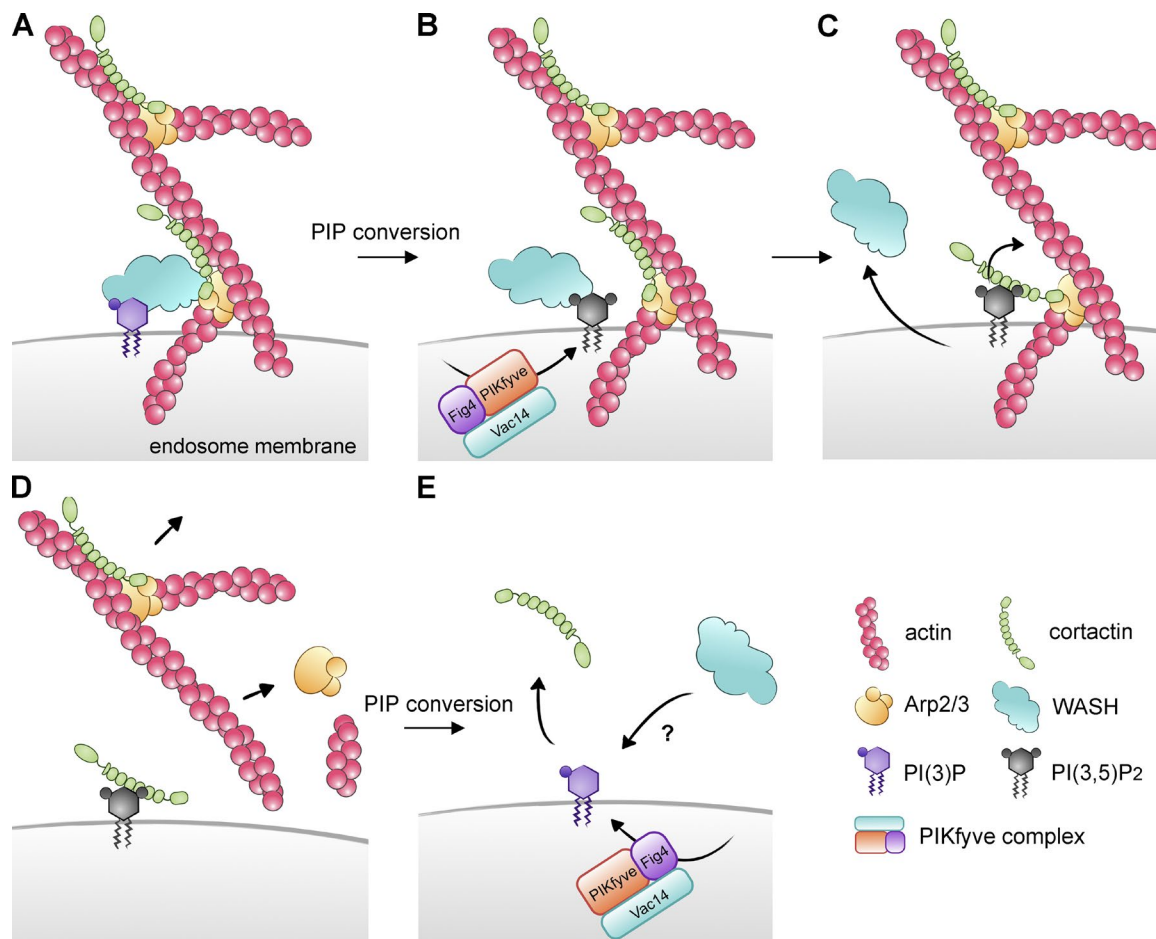 A
B
C
PIP conversion
Fig4
PIKfyve
Vac14
endosome membrane
D
E
PIP conversion
?
PIKfyve
Fig4
Vac14
actin
cortactin
Arp2/3
WASH
PI(3)P
PI(3,5)P2
PIKfyve complex